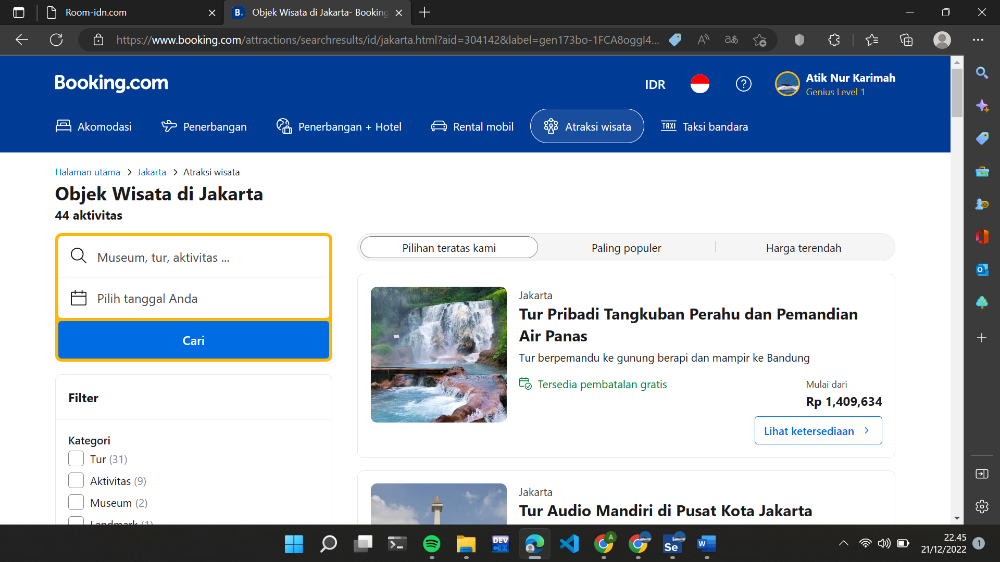 Room-idn.com
Objek Wisata di Jakarta- Booking
https://www.booking.com/attractions/searchresults/id/jakarta.html?aid=304142&label=gen173bo-1FCA8oggI4...
Booking.com
IDR
Atik Nur Karimah
Genius Level 1
Akomodasi
Penerbangan
Penerbangan + Hotel
Rental mobil
Atraksi wisata
TAXI
Taksi bandara
Halaman utama > Jakarta > Atraksi wisata
Objek Wisata di Jakarta
44 aktivitas
Museum, tur, aktivitas ...
Pilih tanggal Anda
Cari
Filter
Kategori
Tur (31)
Aktivitas (9)
Museum (2)
Landmark (1)
Pilihan teratas kami
Paling populer
Harga terendah
Jakarta
Tur Pribadi Tangkuban Perahu dan Pemandian
Air Panas
Tur berpemandu ke gunung berapi dan mampir ke Bandung
Tersedia pembatalan gratis
Mulai dari
Rp 1,409,634
Lihat ketersediaan
Jakarta
Tur Audio Mandiri di Pusat Kota Jakarta
22.45
21/12/2022
1